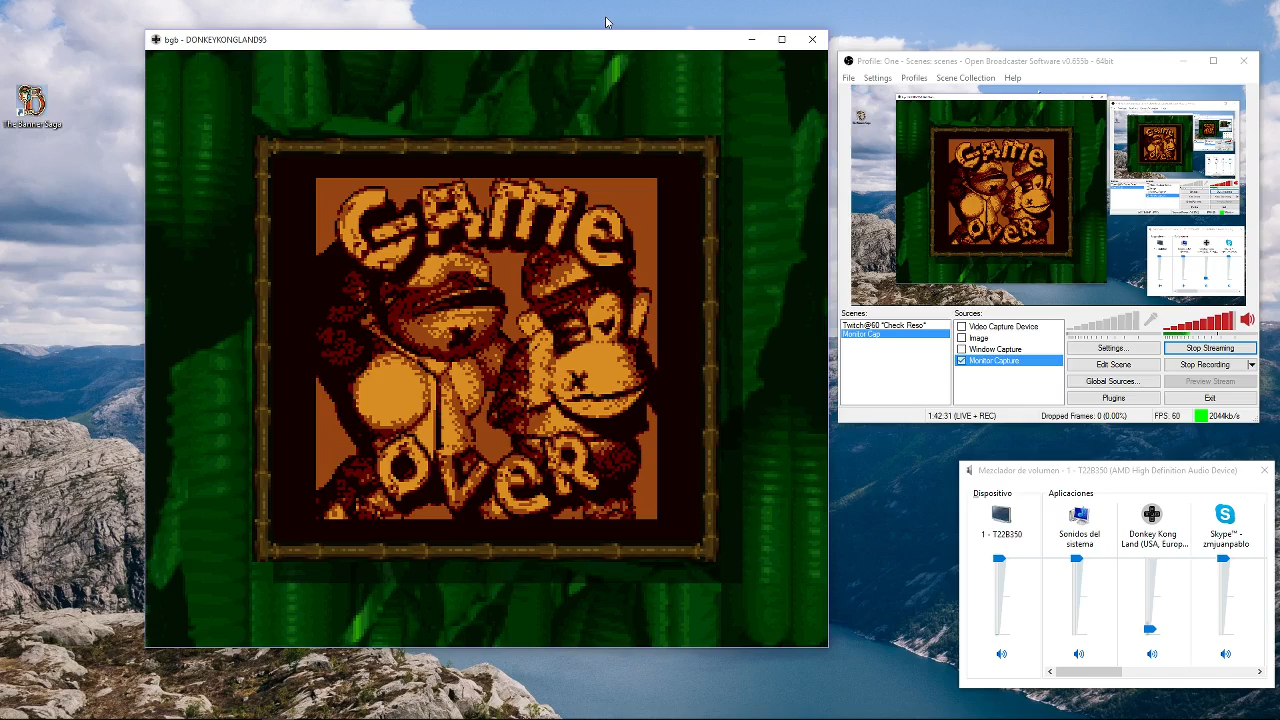 bgb - DONKEYKONGLAND95
GAME
OVER
The Banner Saga
Profile: One - Scenes: scenes - Open Broadcaster Software v0.655b - 64bit
File Settings Profiles Scene Collection Help
Scenes:
Twitch@60 "Check Reso"
Monitor Cap
Sources:
Video Capture Device
Image
Window Capture
Monitor Capture
Settings... Stop Streaming
Edit Scene Stop Recording
Global Sources... Preview Stream
Plugins Exit
1:42:31 (LIVE + REC) Dropped Frames: 0 (0.00%) FPS: 60 2044kb/s
Mezclador de volumen - 1 - T22B350 (AMD High Definition Audio Device)
Dispositivo Aplicaciones
1 - T22B350
Sonidos del
sistema
Donkey Kong
Land (USA, Europ...
Skype™ -
zmjuanpablo